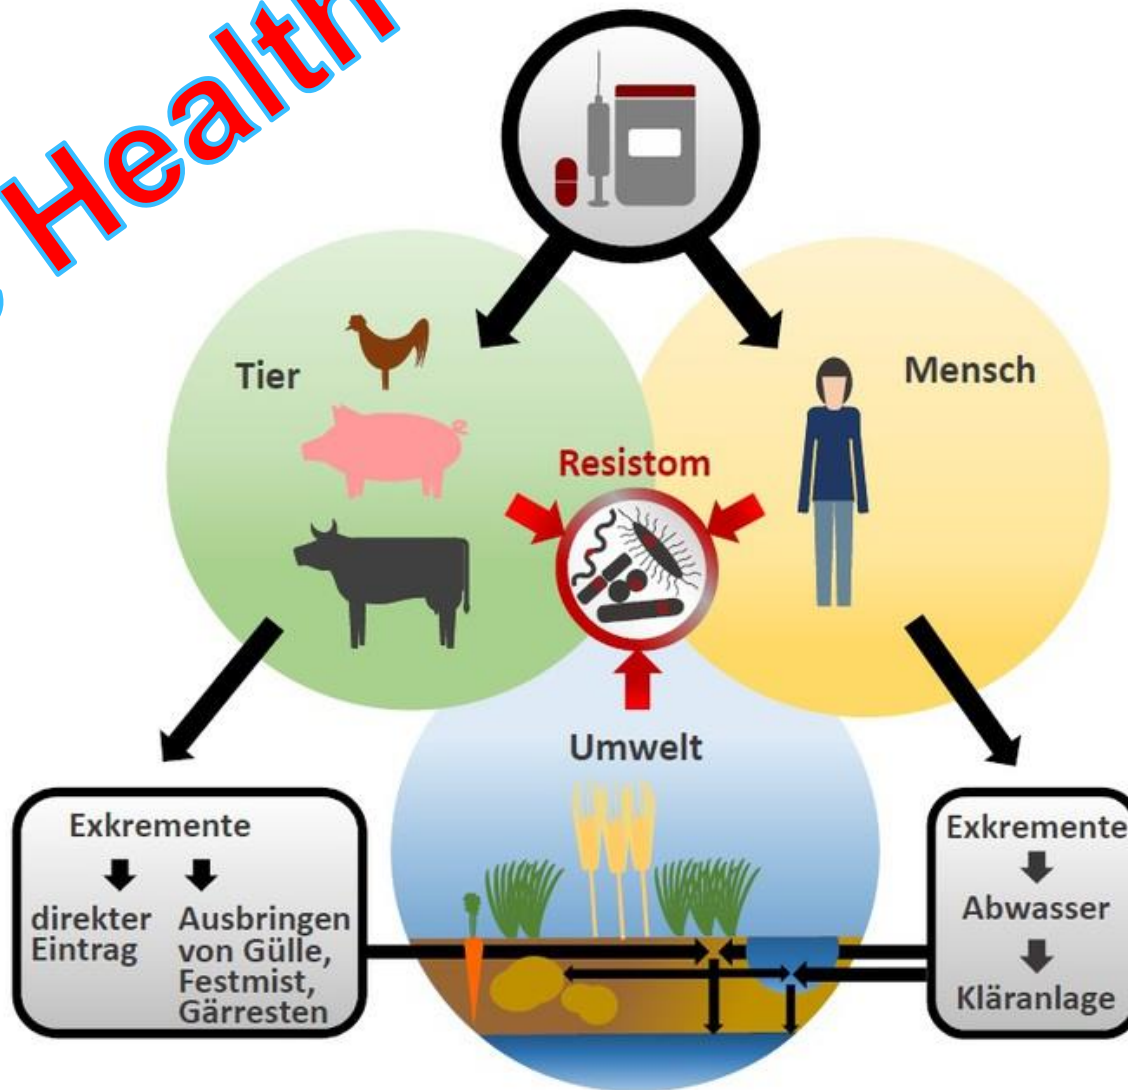 Health
Tier
Mensch
Resistom
Umwelt
Exkremente
direkter
Eintrag
Ausbringen
von Gülle,
Festmist,
Gärresten
Exkremente
Abwasser
Kläranlage